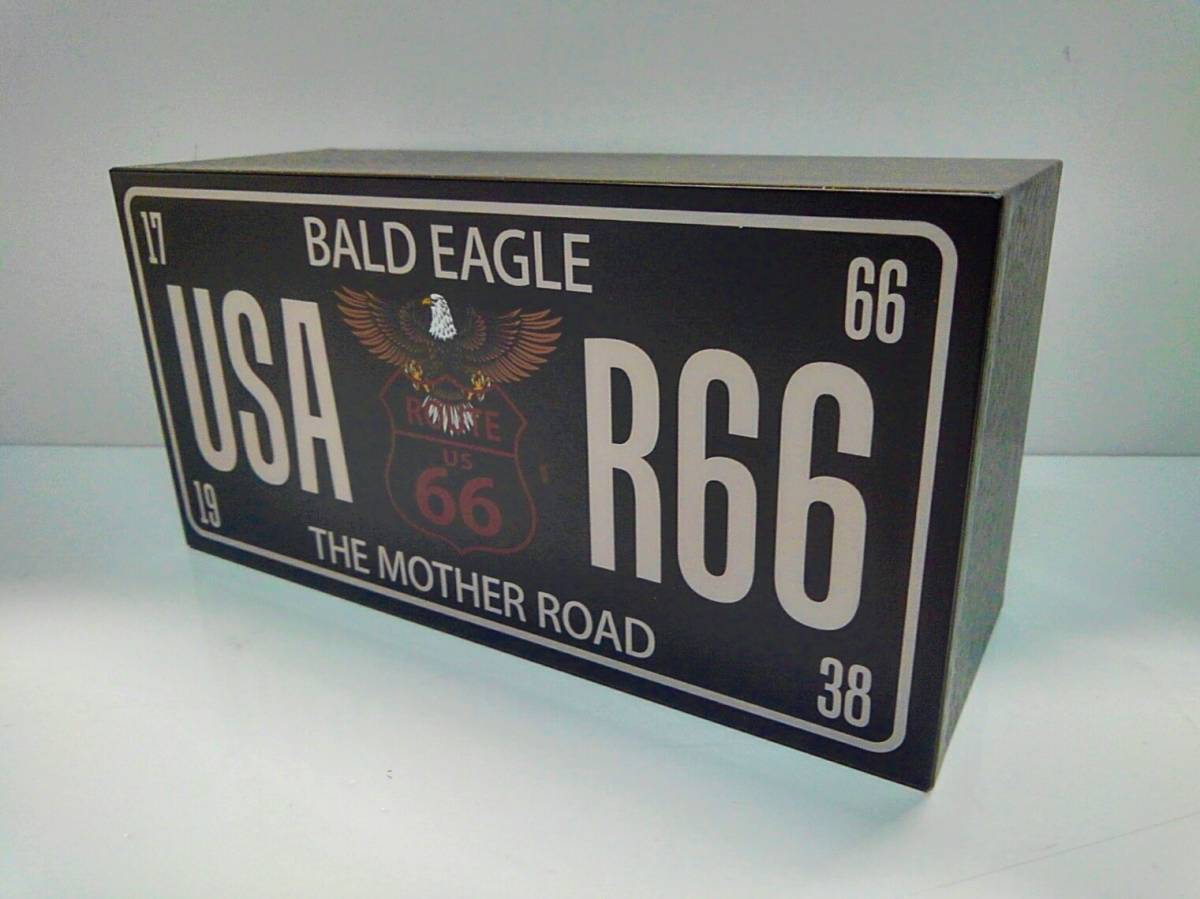 17
BALD EAGLE
66
USA
ROUTE
US
66
R66
19
THE MOTHER ROAD
38